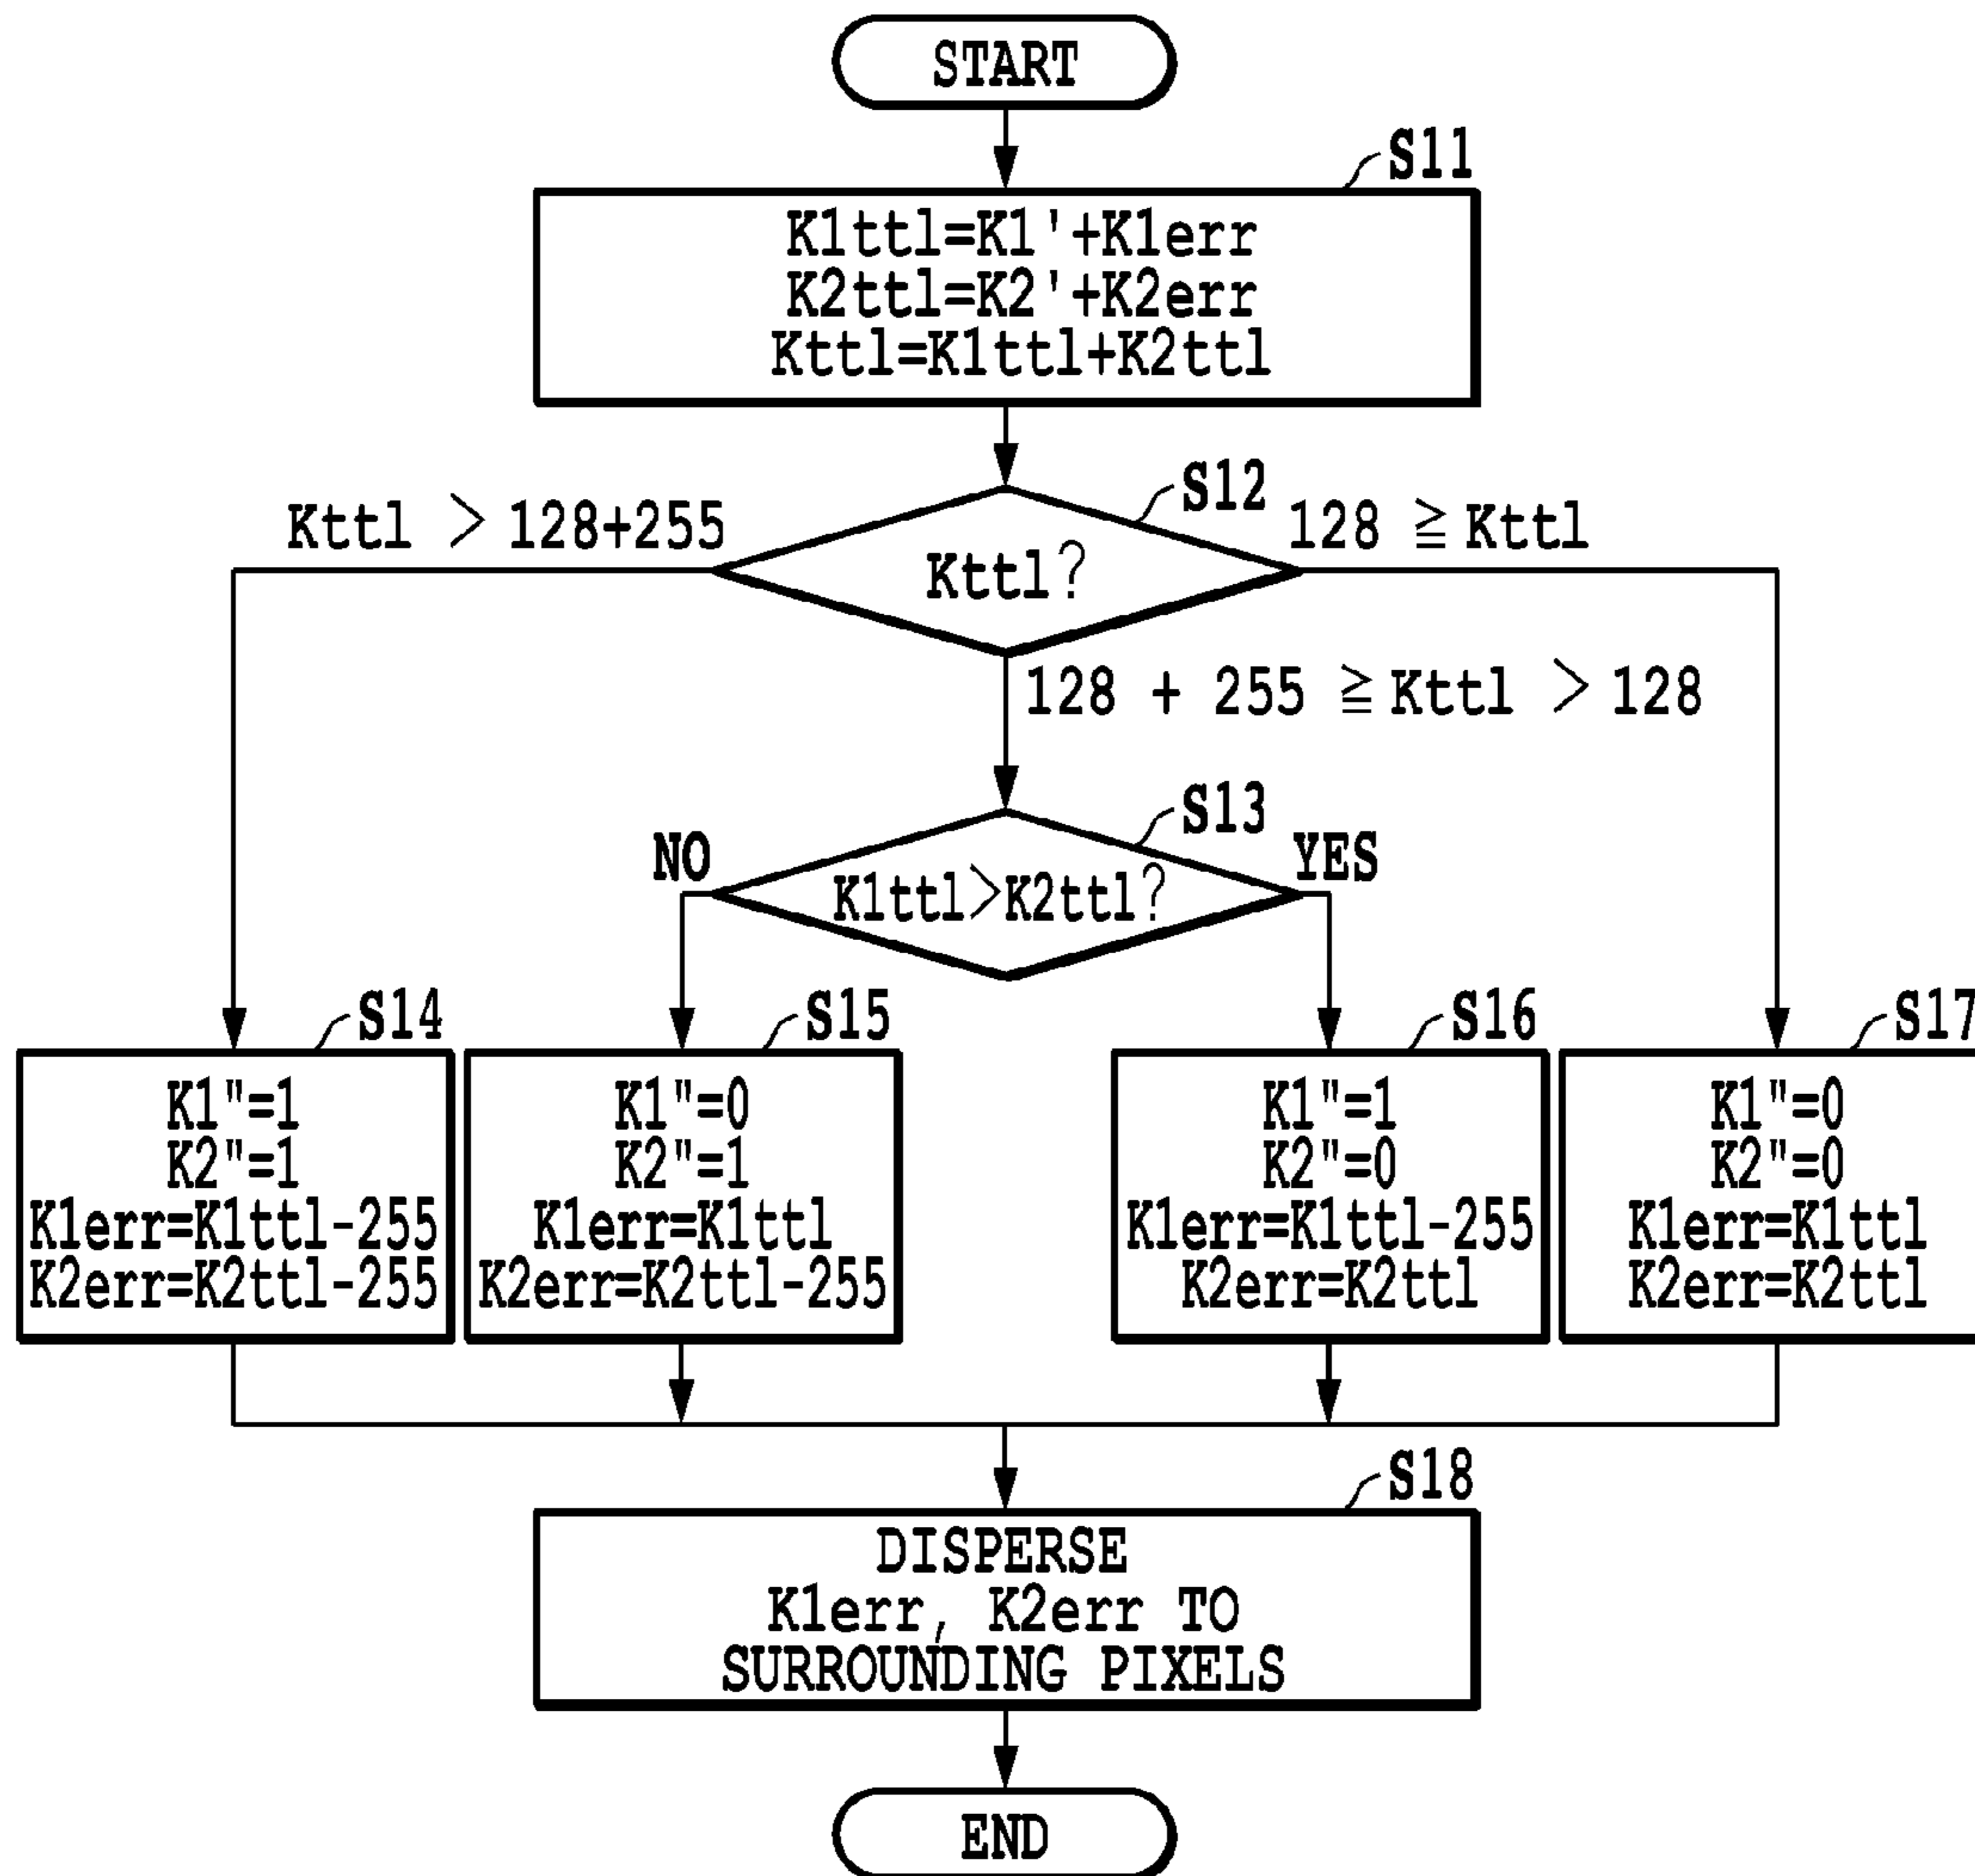 START
S11
K1ttl=K1'+K1err
K2ttl=K2'+K2err
Kttl=K1ttl+K2ttl
S12
Kttl > 128+255
128 ≧ Kttl
Kttl?
128 + 255 ≧ Kttl > 128
S13
NO
YES
K1ttl>K2ttl?
S14
K1"=1
K2"=1
K1err=K1ttl-255
K2err=K2ttl-255
S15
K1"=0
K2"=1
K1err=K1ttl
K2err=K2ttl-255
S16
K1"=1
K2"=0
K1err=K1ttl-255
K2err=K2ttl
S17
K1"=0
K2"=0
K1err=K1ttl
K2err=K2ttl
S18
DISPERSE
K1err, K2err TO
SURROUNDING PIXELS
END